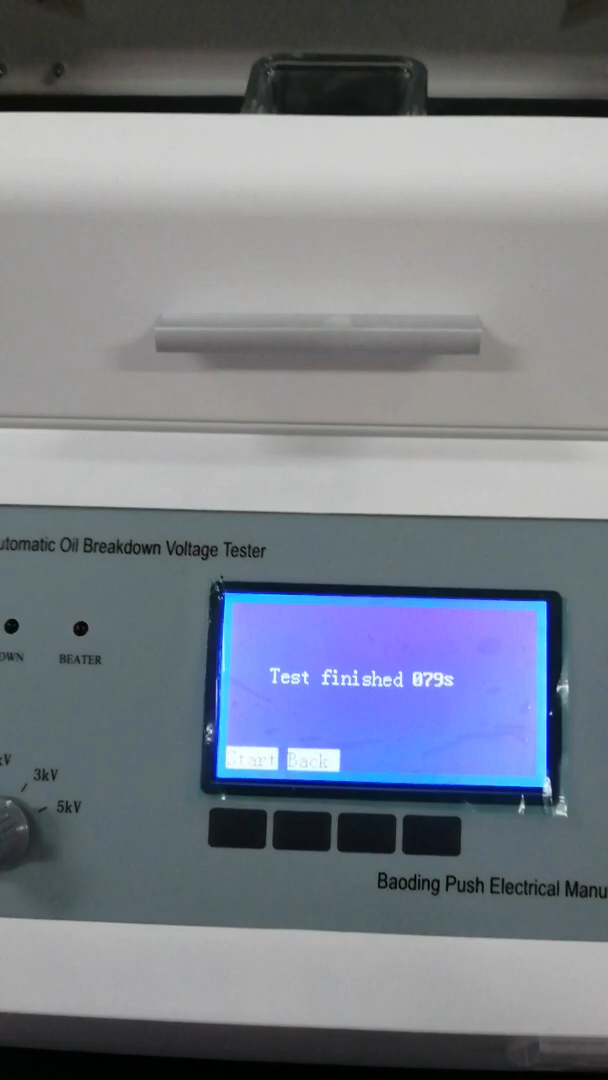 utomatic Oil Breakdown Voltage Tester
OWN
BEATER
Test finished 079s
Start Back
kV
3kV
5kV
Baoding Push Electrical Manu